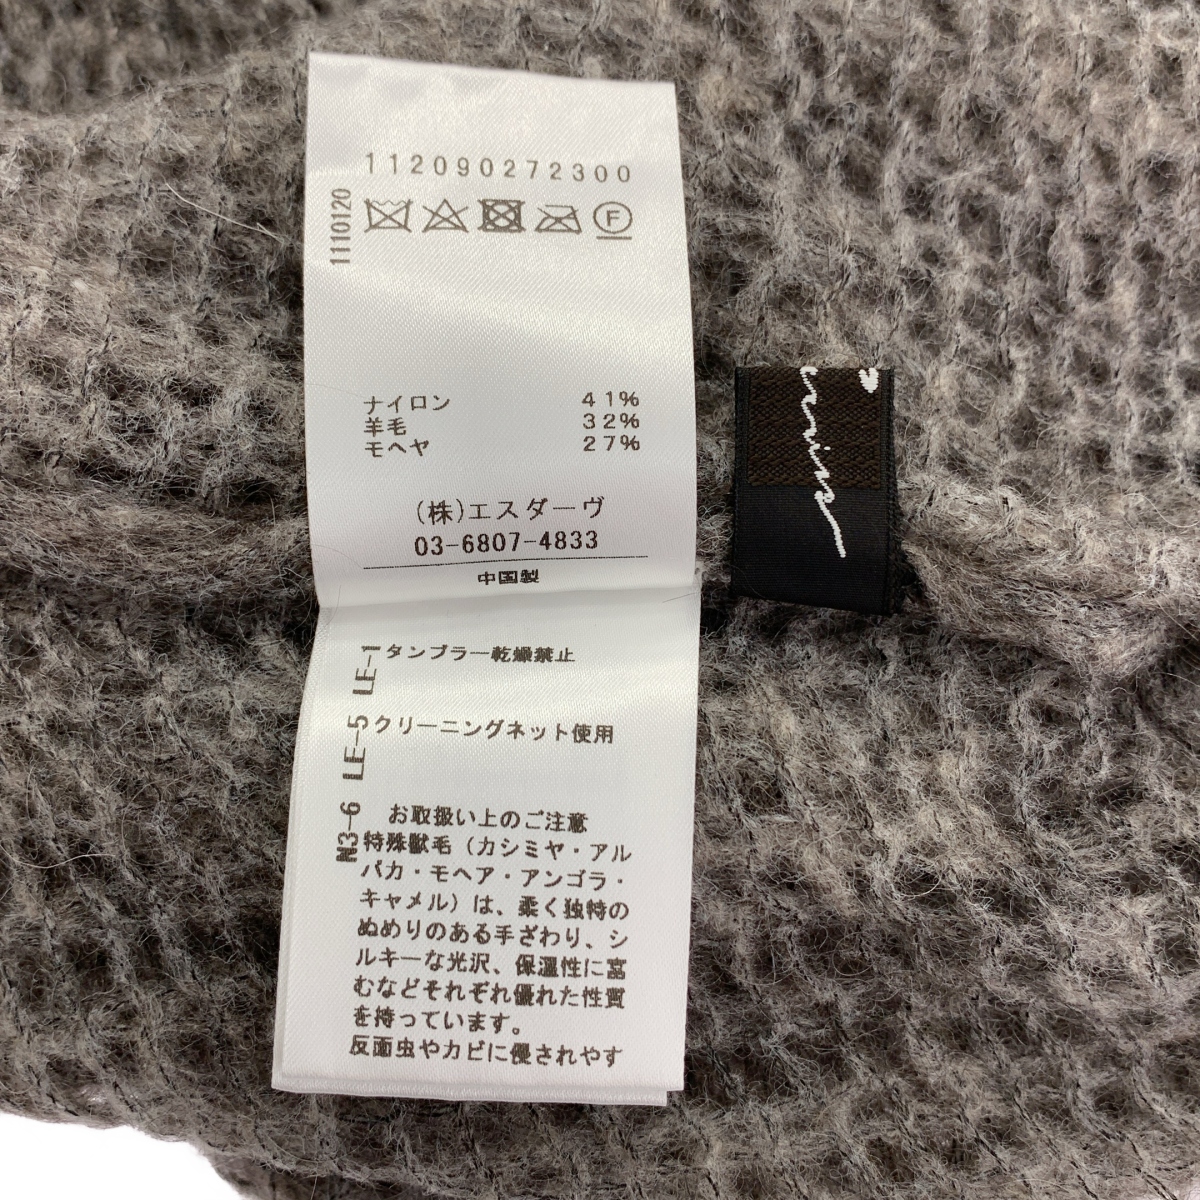 112090272300
1110120
F
ナイロン 41%
羊毛 32%
モヘヤ 27%
(株)エスダーヴ
03-6807-4833
中国製
LE-1 タンブラー乾燥禁止
LE-5 クリーニングネット使用
N3-6 お取扱い上のご注意
特殊獣毛（カシミヤ・アル
パカ・モヘア・アンゴラ・
キャメル）は、柔く独特の
ぬめりのある手ざわり、シ
ルキーな光沢、保温性に富
むなどそれぞれ優れた性質
を持っています。
反面虫やカビに侵されやす